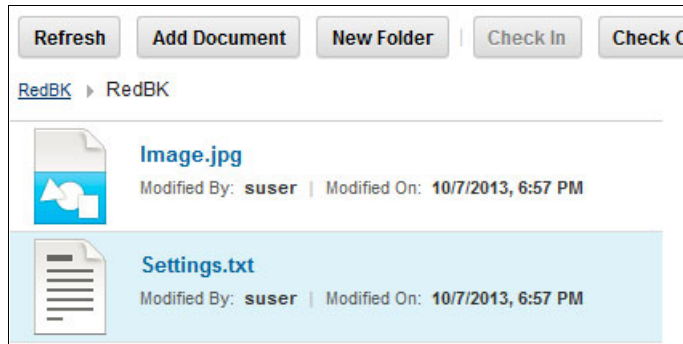 Refresh Add Document New Folder | Check In Check
RedBK RedBK
Image.jpg
Modified By: suser | Modified On: 10/7/2013, 6:57 PM
Settings.txt
Modified By: suser | Modified On: 10/7/2013, 6:57 PM